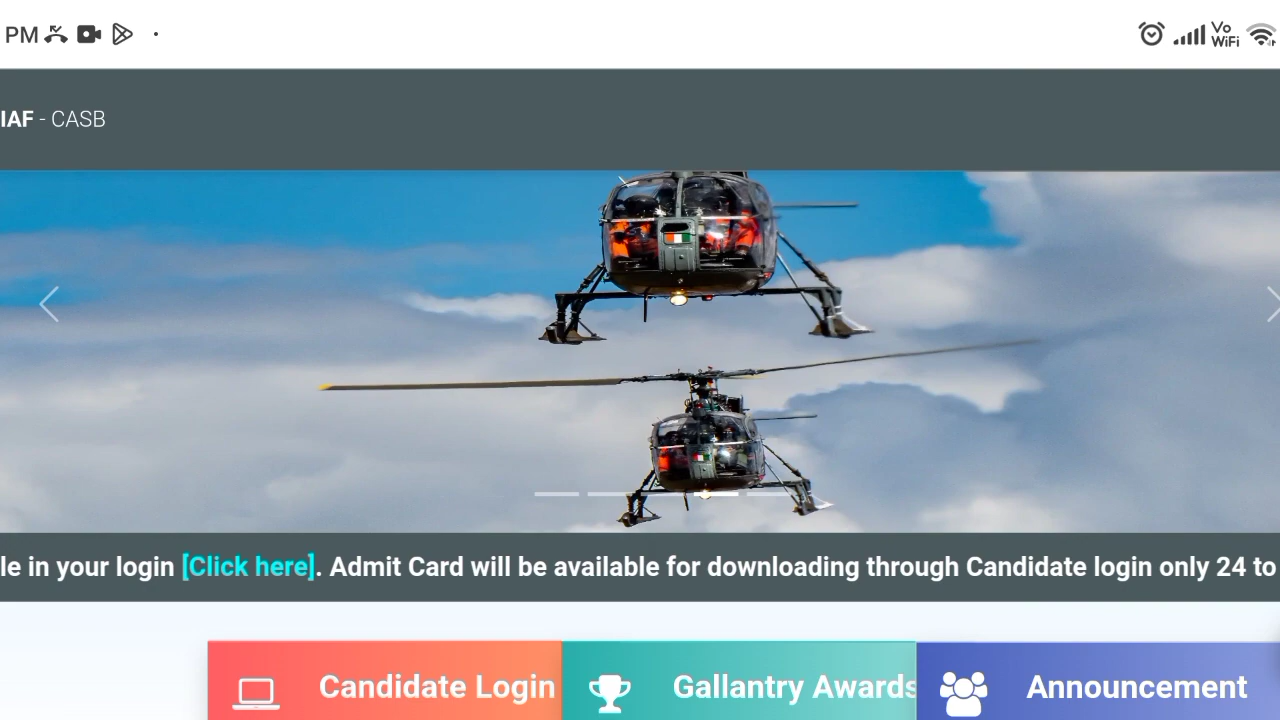 PM
Vo
WiFi
IAF - CASB
le in your login [Click here]. Admit Card will be available for downloading through Candidate login only 24 to
Candidate Login
Gallantry Awards
Announcement